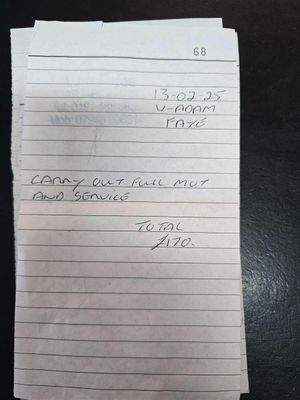 68
13-02-25
V-ADAM
FAYE
CARRY OUT FULL MOT
AND SERVICE
TOTAL
£170.